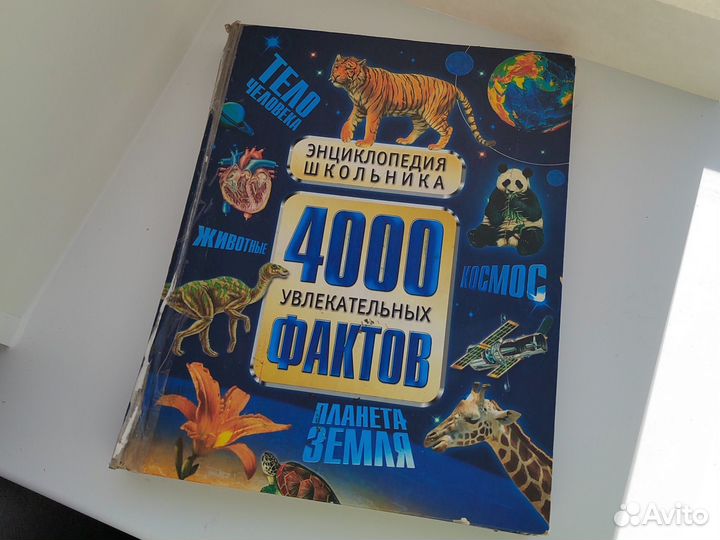 ТЕЛО
ЧЕЛОВЕКА
ЭНЦИКЛОПЕДИЯ
ШКОЛЬНИКА
ЖИВОТНЫЕ
4000
УВЛЕКАТЕЛЬНЫХ
ФАКТОВ
КОСМОС
ПЛАНЕТА
ЗЕМЛЯ
Avito